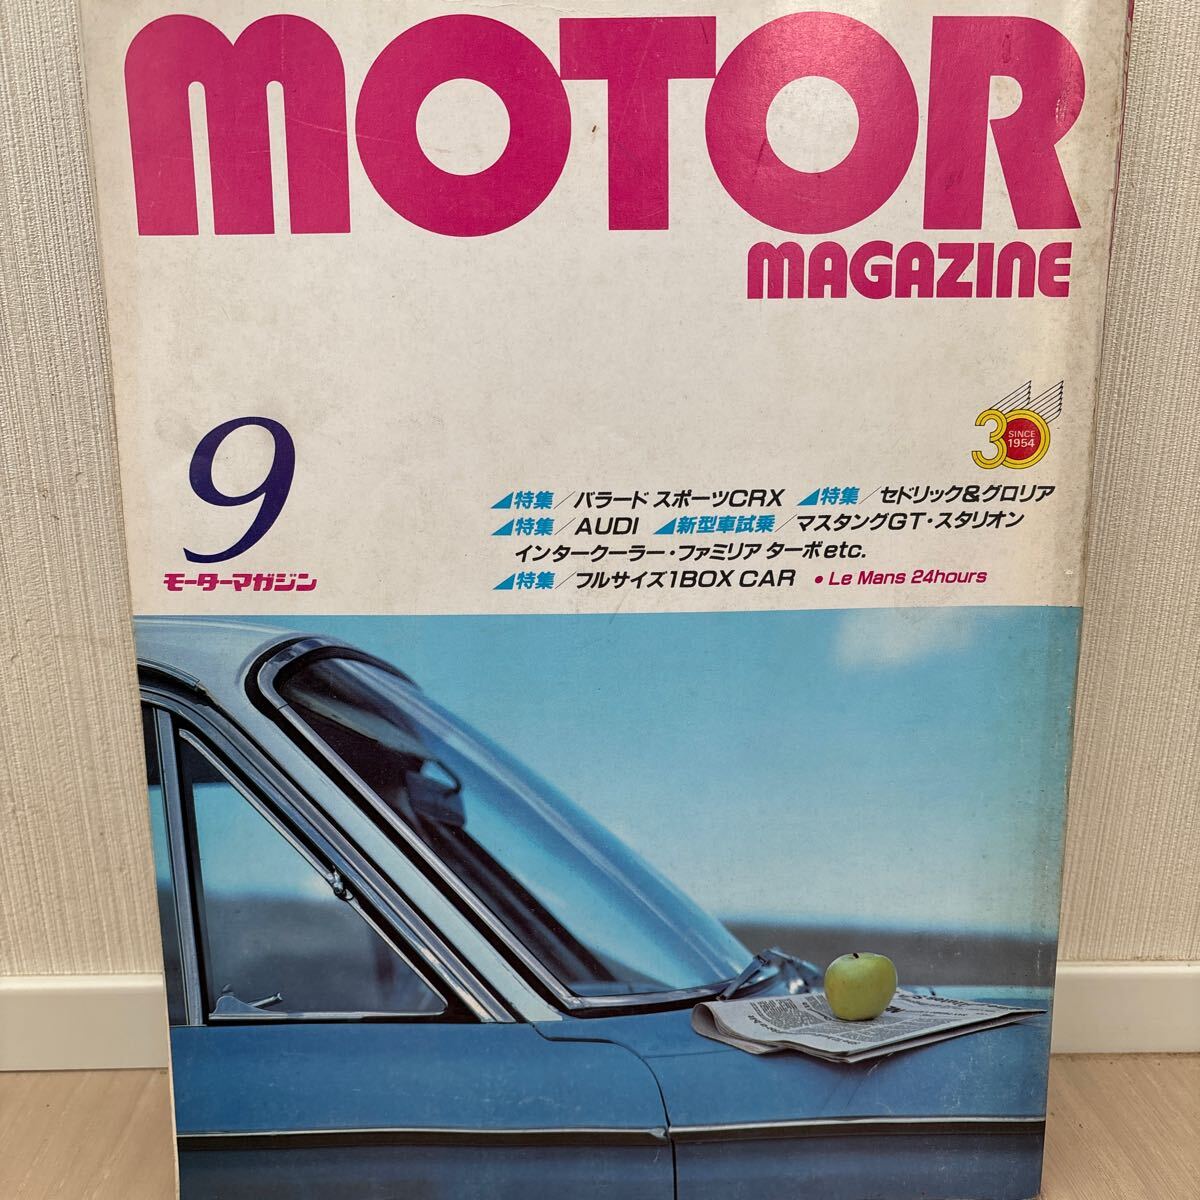 MOTOR
MAGAZINE
30
SINCE
1954
9
モーターマガジン
特集/バラード スポーツCRX 特集/セドリック&グロリア
特集/AUDI 新型車試乗/マスタングGT・スタリオン
インタークーラー・ファミリア ターボetc.
特集/フルサイズ1BOX CAR ●Le Mans 24hours